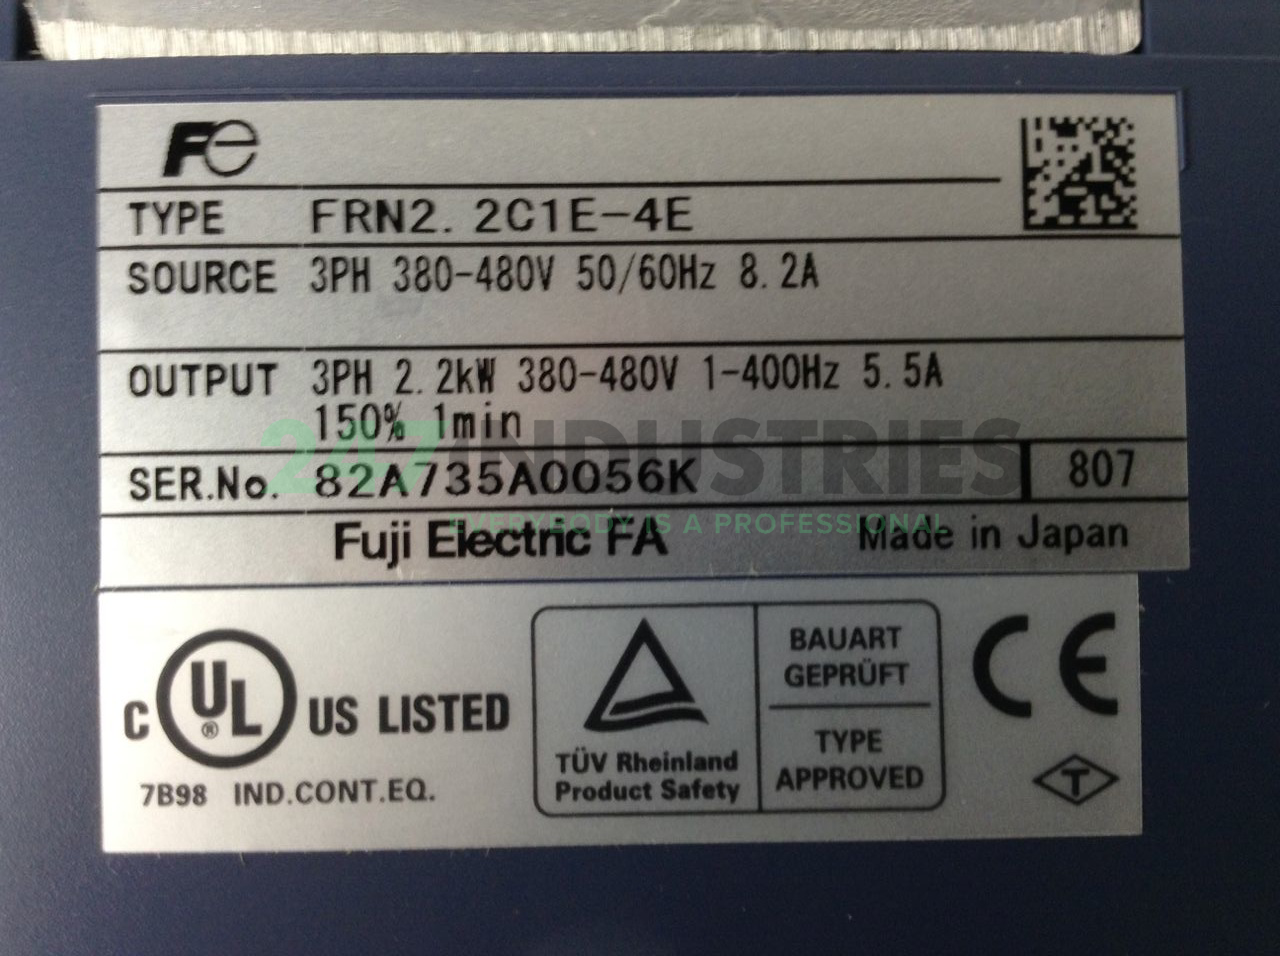 Fe
TYPE FRN2.2C1E-4E
SOURCE 3PH 380-480V 50/60Hz 8.2A
OUTPUT 3PH 2.2kW 380-480V 1-400Hz 5.5A
150% 1min
247INDUSTRIES
SER.No. 82A735A0056K 807
EVERYBODY IS A PROFESSIONAL
Fuji Electric FA Made in Japan
C UL® US LISTED
7B98 IND.CONT.EQ.
TÜV Rheinland
Product Safety
BAUART
GEPRÜFT
TYPE
APPROVED
CE
T